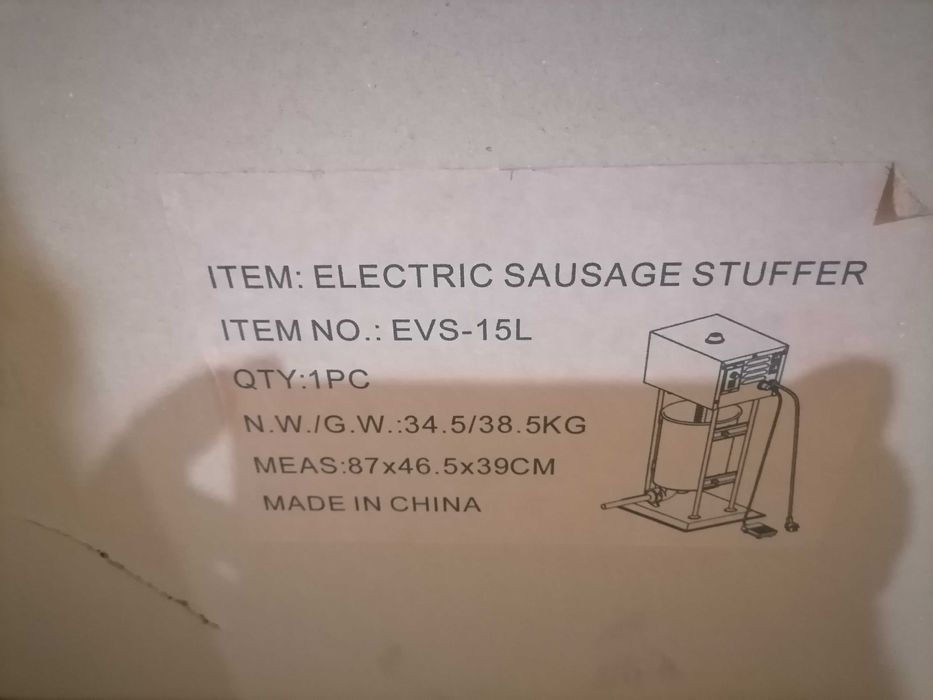 ITEM: ELECTRIC SAUSAGE STUFFER
ITEM NO.: EVS-15L
QTY:1PC
N.W./G.W.:34.5/38.5KG
MEAS:87x46.5x39CM
MADE IN CHINA